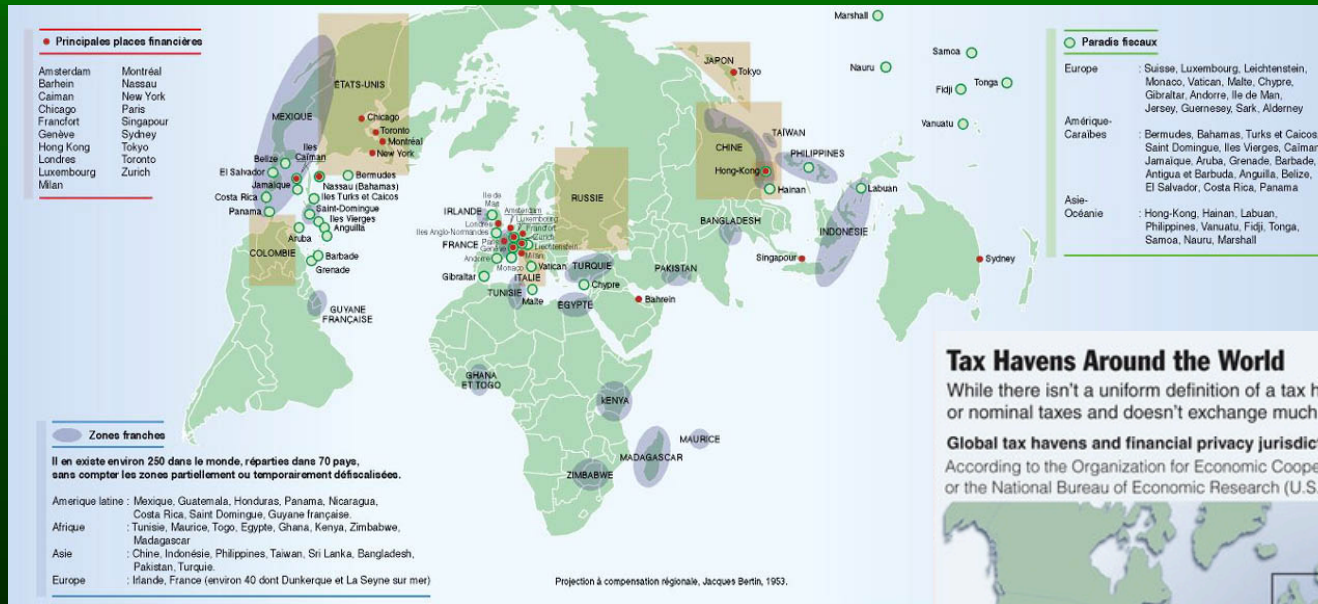 Principales places financières
Amsterdam
Barhein
Caiman
Chicago
Francfort
Genève
Hong Kong
Londres
Luxembourg
Milan
Montréal
Nassau
New York
Paris
Singapour
Sydney
Tokyo
Toronto
Zurich
Paradis fiscaux
Europe : Suisse, Luxembourg, Leichtenstein,
Monaco, Vatican, Malte, Chypre,
Gibraltar, Andorre, Ile de Man,
Jersey, Guernesey, Sark, Alderney
Amérique-
Caraïbes : Bermudes, Bahamas, Turks et Caicos,
Saint Domingue, Iles Vierges, Caïman
Jamaïque, Aruba, Grenade, Barbade,
Antigua et Barbuda, Anguilla, Belize,
El Salvador, Costa Rica, Panama
Asie-
Océanie : Hong-Kong, Hainan, Labuan,
Philippines, Vanuatu, Fidji, Tonga,
Samoa, Nauru, Marshall
Marshall
Samoa
Nauru
Tonga
Fidji
Vanuatu
JAPON
Tokyo
ÉTATS-UNIS
Chicago
Toronto
Montréal
New York
MEXIQUE
Iles
Caïman
Belize
El Salvador
Jamaïque
Costa Rica
Panama
Bermudes
Nassau (Bahamas)
Iles Turks et Caicos
Saint-Domingue
Iles Vierges
Anguilla
Aruba
COLOMBIE
Barbade
Grenade
GUYANE
FRANÇAISE
Ile de
Man
IRLANDE
Londres
Iles Anglo-Normandes
Amsterdam
Luxembourg
Francfort
Zurich
Liechtenstein
FRANCE
Paris
Genève
Milan
Andorre
Monaco
Vatican
Gibraltar
ITALIE
TUNISIE
Malte
TURQUIE
Chypre
EGYPTE
Bahrein
RUSSIE
PAKISTAN
BANGLADESH
CHINE
TAÏWAN
PHILIPPINES
Hong-Kong
Hainan
Labuan
INDONESIE
Singapour
Sydney
GHANA
ET TOGO
kENYA
MAURICE
MADAGASCAR
ZIMBABWE
Zones franches
Il en existe environ 250 dans le monde, réparties dans 70 pays,
sans compter les zones partiellement ou temporairement défiscalisées.
Amerique latine : Mexique, Guatemala, Honduras, Panama, Nicaragua,
Costa Rica, Saint Domingue, Guyane française.
Afrique : Tunisie, Maurice, Togo, Egypte, Ghana, Kenya, Zimbabwe,
Madagascar
Asie : Chine, Indonésie, Philippines, Taiwan, Sri Lanka, Bangladesh,
Pakistan, Turquie.
Europe : Irlande, France (environ 40 dont Dunkerque et La Seyne sur mer)
Projection à compensation régionale, Jacques Bertin, 1953.
Tax Havens Around the World
While there isn't a uniform definition of a tax
or nominal taxes and doesn't exchange much
Global tax havens and financial privacy
According to the Organization for Economic
or the National Bureau of Economic Research (U.S.